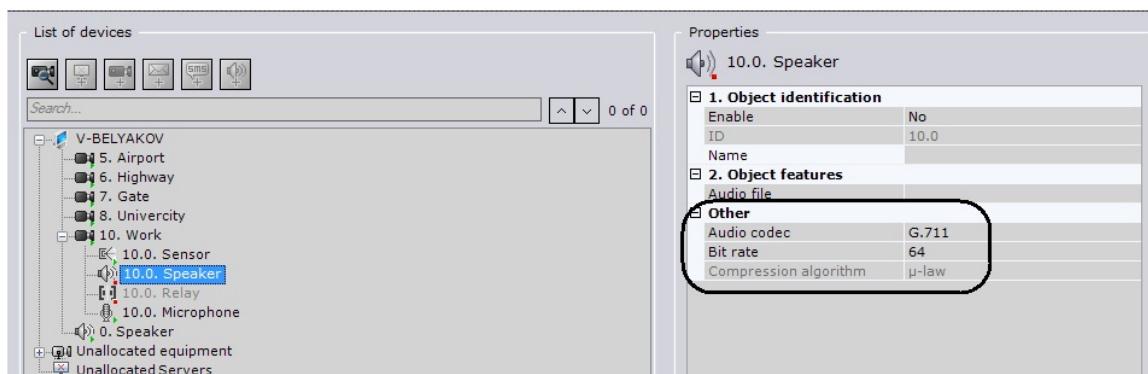 List of devices
SMS
Search...
0 of 0
V-BELYAKOV
5. Airport
6. Highway
7. Gate
8. Univercity
10. Work
10.0. Sensor
10.0. Speaker
10.0. Relay
10.0. Microphone
0. Speaker
Unallocated equipment
Unallocated Servers
Properties
10.0. Speaker
1. Object identification
Enable No
ID 10.0
Name
2. Object features
Audio file
Other
Audio codec G.711
Bit rate 64
Compression algorithm μ-law